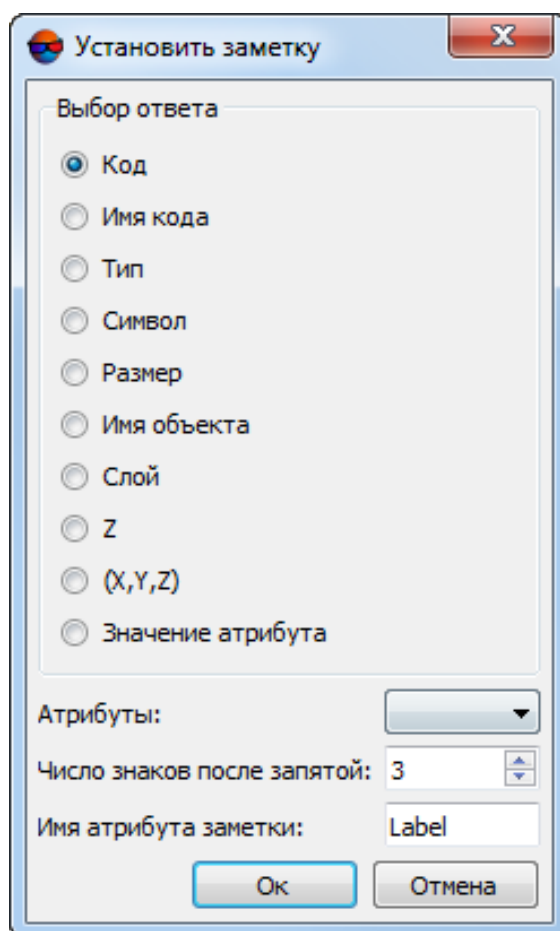 Установить заметку
Выбор ответа
Код
Имя кода
Тип
Символ
Размер
Имя объекта
Слой
Z
(X,Y,Z)
Значение атрибута
Атрибуты:
Число знаков после запятой: 3
Имя атрибута заметки: Label
Ок Отмена